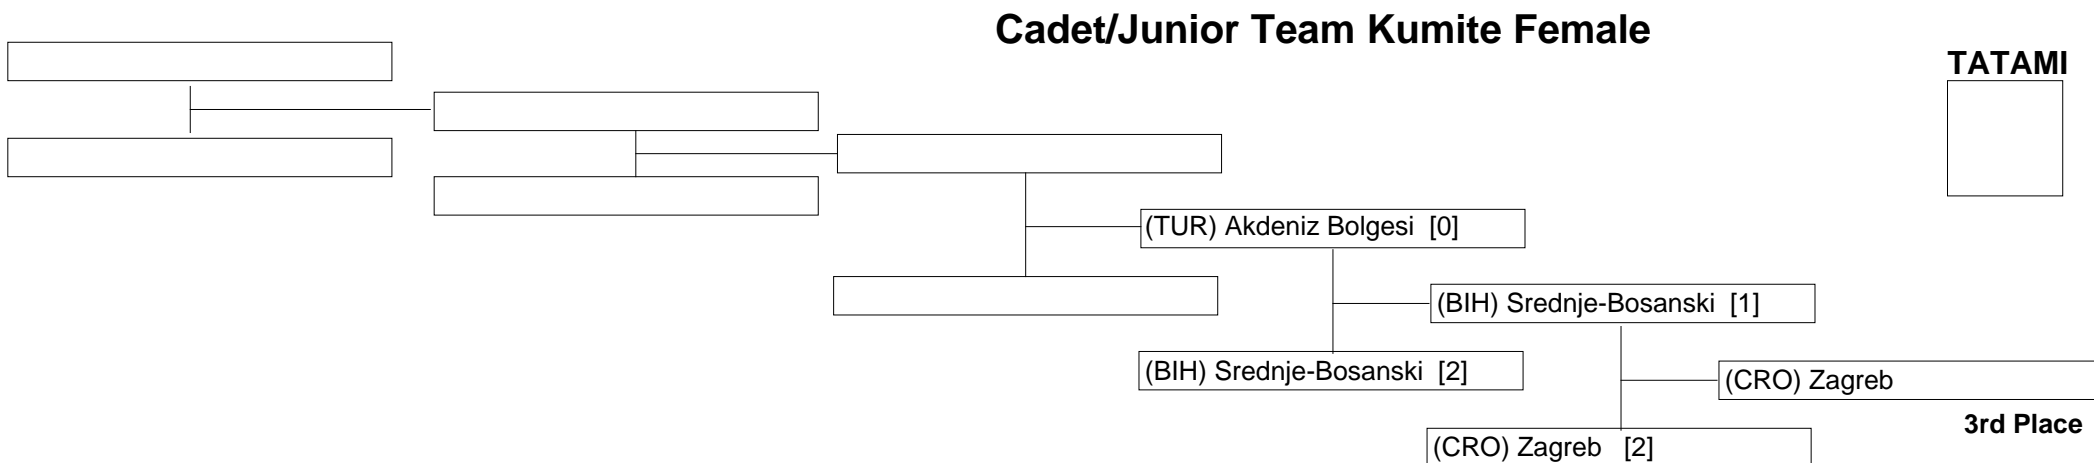 Cadet/Junior Team Kumite Female
TATAMI
(TUR) Akdeniz Bolgesi [0]
(BIH) Srednje-Bosanski [1]
(BIH) Srednje-Bosanski [2]
(CRO) Zagreb
3rd Place
(CRO) Zagreb [2]